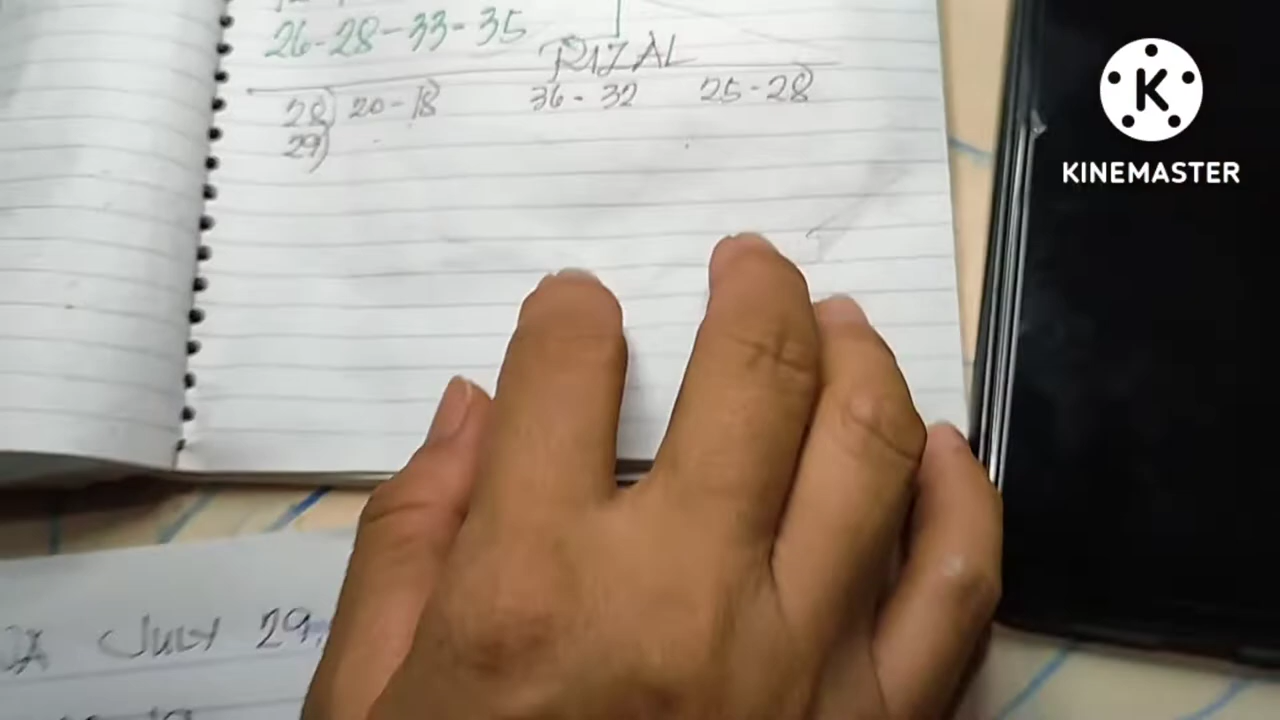 26-28-33-35
RIZAL
28) 20-18 36-32 25-28
29)
JULY 29,
KINEMASTER